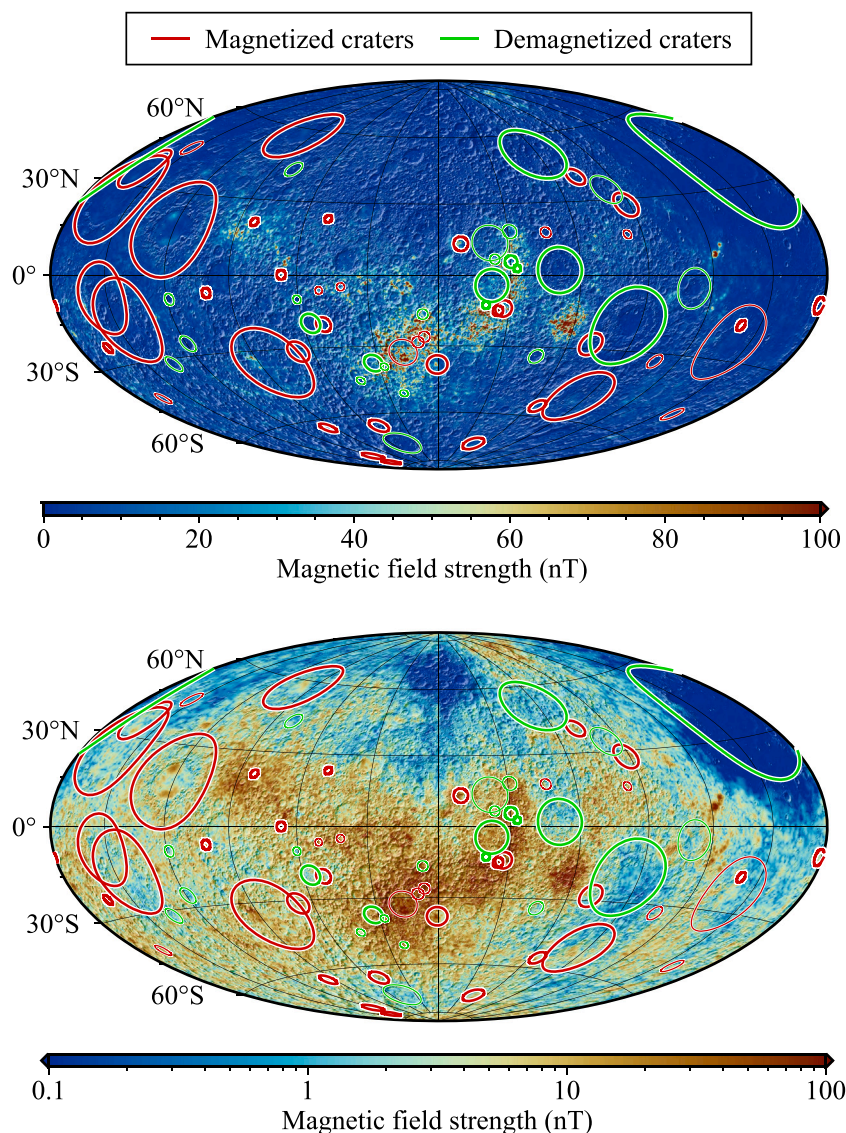 Magnetized craters Demagnetized craters
60°N
30°N
0°
30°S
60°S
0 20 40 60 80 100
Magnetic field strength (nT)
60°N
30°N
0°
30°S
60°S
0.1 1 10 100
Magnetic field strength (nT)